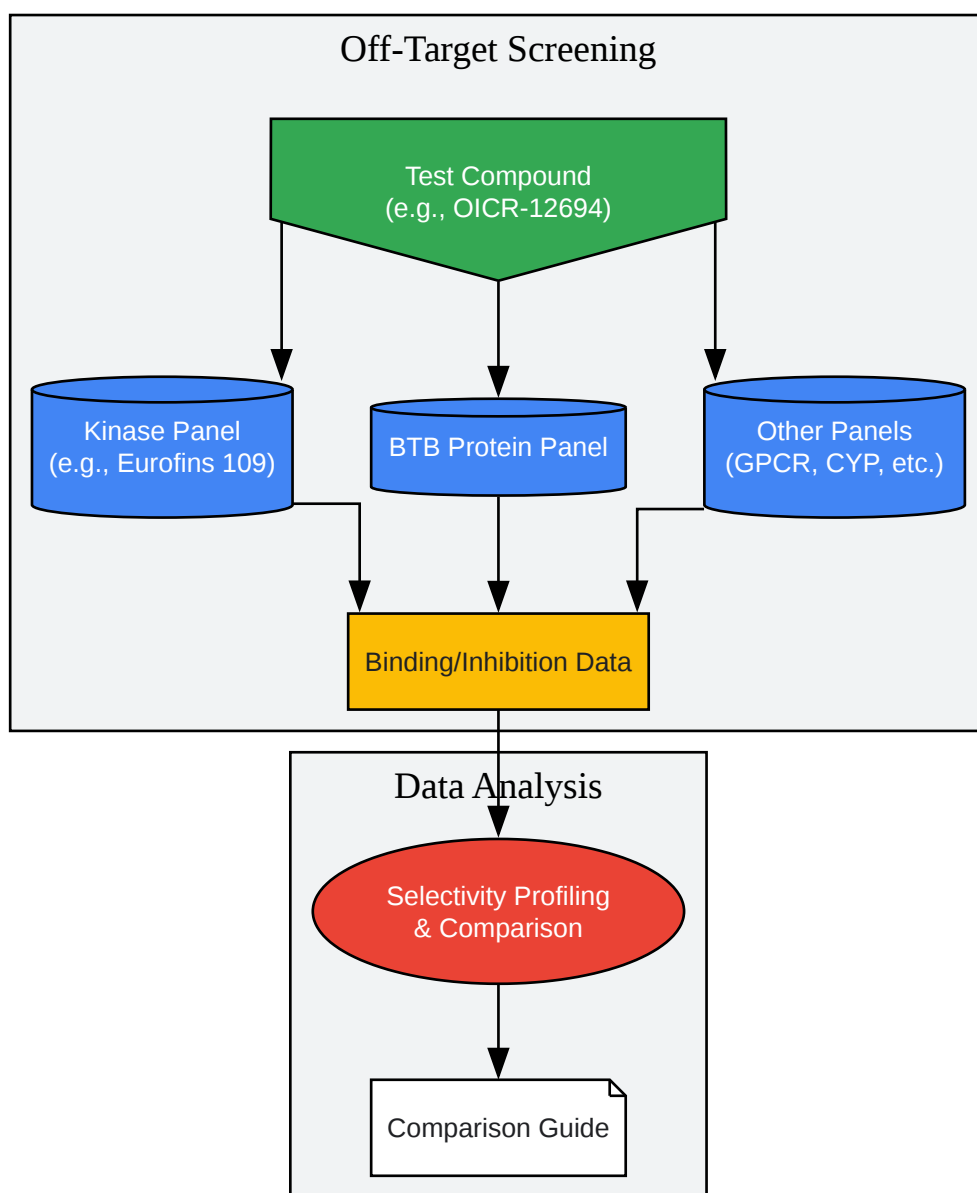 Off-Target Screening
Test Compound
(e.g., OICR-12694)
Kinase Panel
(e.g., Eurofins 109)
BTB Protein Panel
Other Panels
(GPCR, CYP, etc.)
Binding/Inhibition Data
Data Analysis
Selectivity Profiling
& Comparison
Comparison Guide